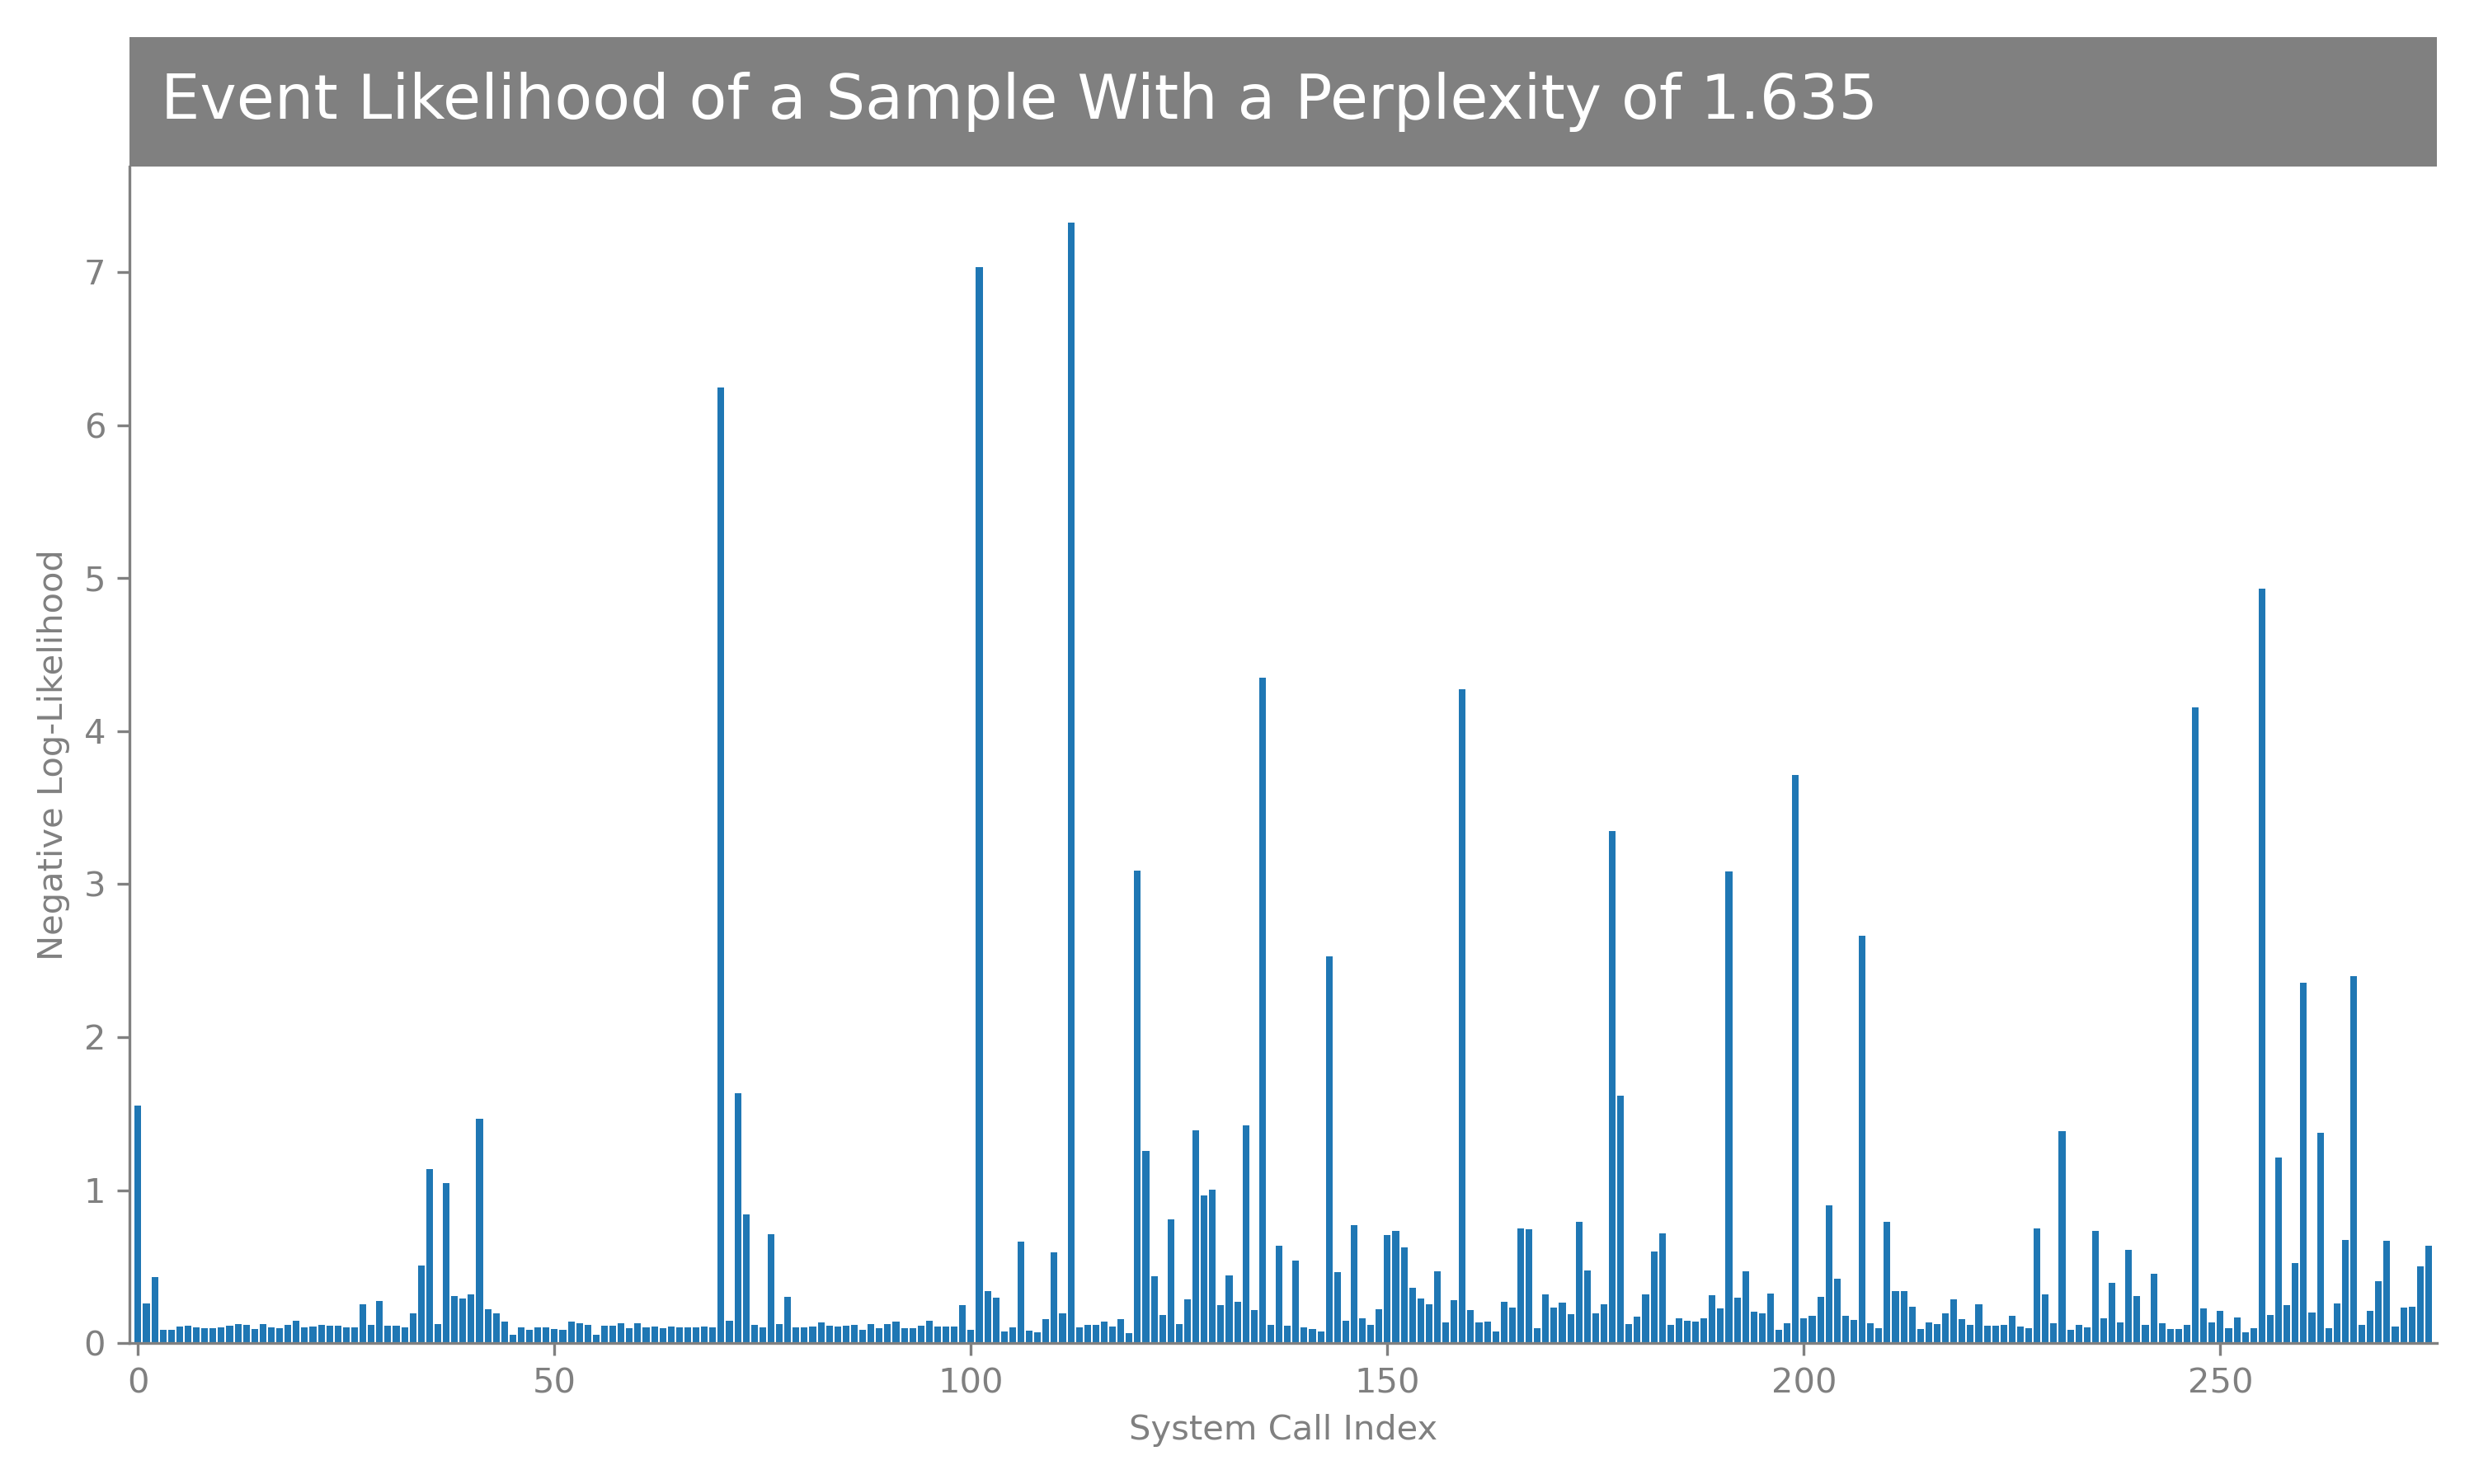 Event Likelihood of a Sample With a Perplexity of 1.635
Negative Log-Likelihood
7
6
5
4
3
2
1
0
0 50 100 150 200 250
System Call Index